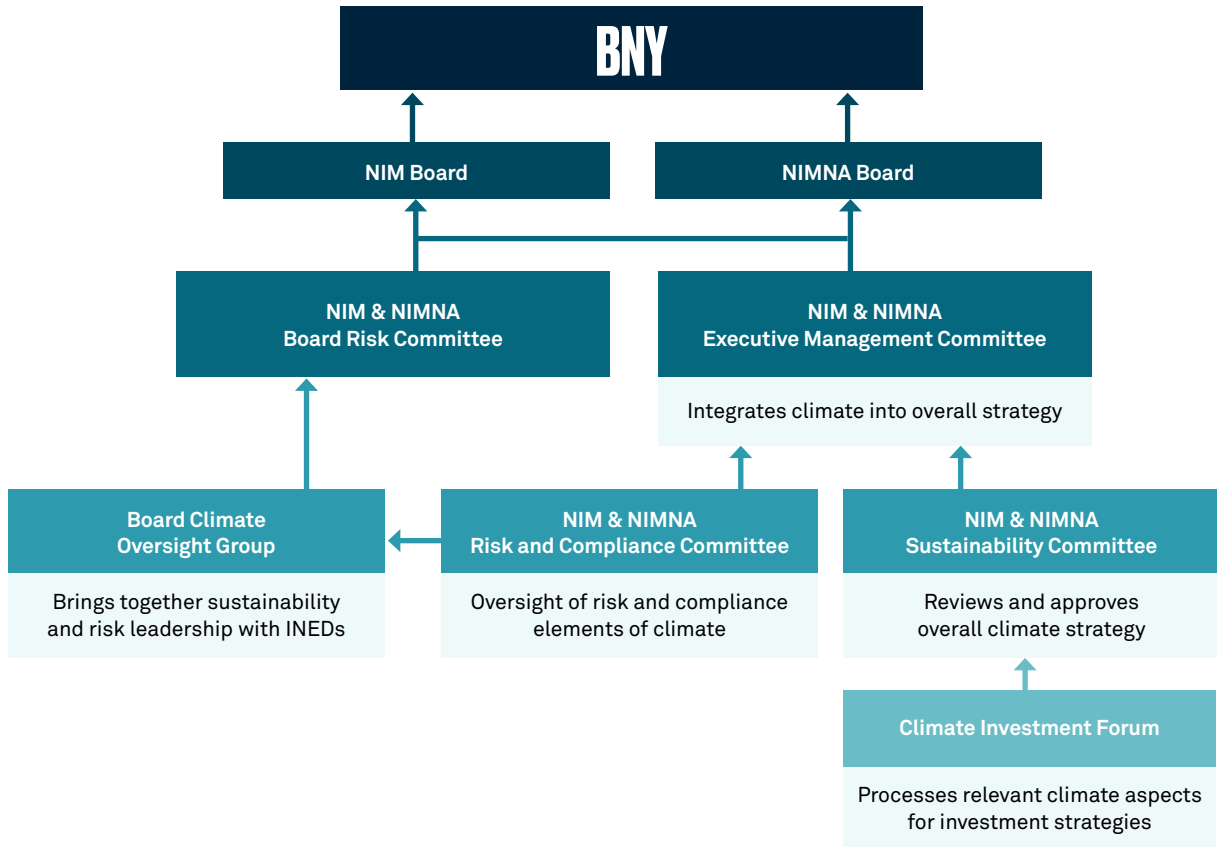 BNY
NIM Board
NIMNA Board
NIM & NIMNA
Board Risk Committee
NIM & NIMNA
Executive Management Committee
Integrates climate into overall strategy
Board Climate
Oversight Group
Brings together sustainability
and risk leadership with INEDs
NIM & NIMNA
Risk and Compliance Committee
Oversight of risk and compliance
elements of climate
NIM & NIMNA
Sustainability Committee
Reviews and approves
overall climate strategy
Climate Investment Forum
Processes relevant climate aspects
for investment strategies